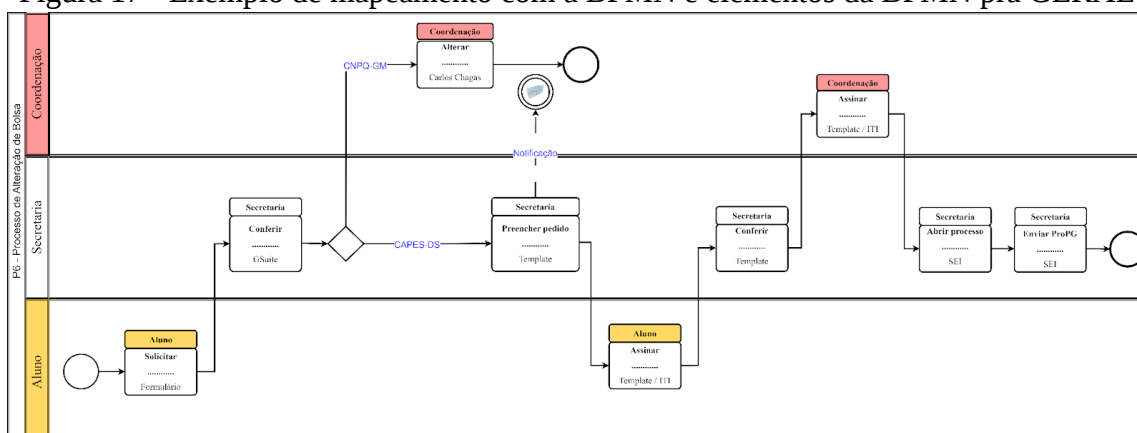 Figura 17 - Exemplo de mapeamento com a BPMN e elementos da BPMN pra GERAL
P6 - Processo de Alteração de Bolsa
Coordenação
Coordenação
Alterar
............
Carlos Chagas
CNPQ-GM
Coordenação
Assinar
............
Template / ITI
Notificação
Secretaria
Secretaria
Conferir
............
GSuite
CAPES-DS
Secretaria
Preencher pedido
............
Template
Secretaria
Conferir
............
Template
Secretaria
Abrir processo
............
SEI
Secretaria
Enviar ProPG
............
SEI
Aluno
Aluno
Solicitar
............
Formulário
Aluno
Assinar
............
Template / ITI